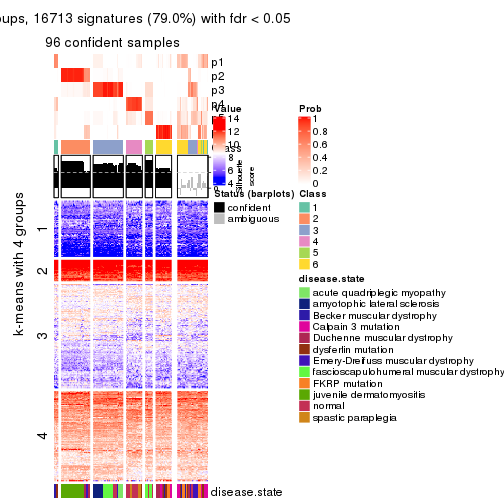 oups, 16713 signatures (79.0%) with fdr < 0.05
96 confident samples
p1
p2
p3
p4
Value
14
12
10
8
6
4
Silhouette
score
Prob
1
0.8
0.6
0.4
0.2
0
Status (barplots)
confident
ambiguous
Class
1
2
3
4
5
6
disease.state
acute quadriplegic myopathy
amyotrophic lateral sclerosis
Becker muscular dystrophy
Calpain 3 mutation
Duchenne muscular dystrophy
dysferlin mutation
Emery-Dreifuss muscular dystrophy
fascioscapulohumeral muscular dystrophy
FKRP mutation
juvenile dermatomyositis
normal
spastic paraplegia
k-means with 4 groups
1
2
3
4
disease.state